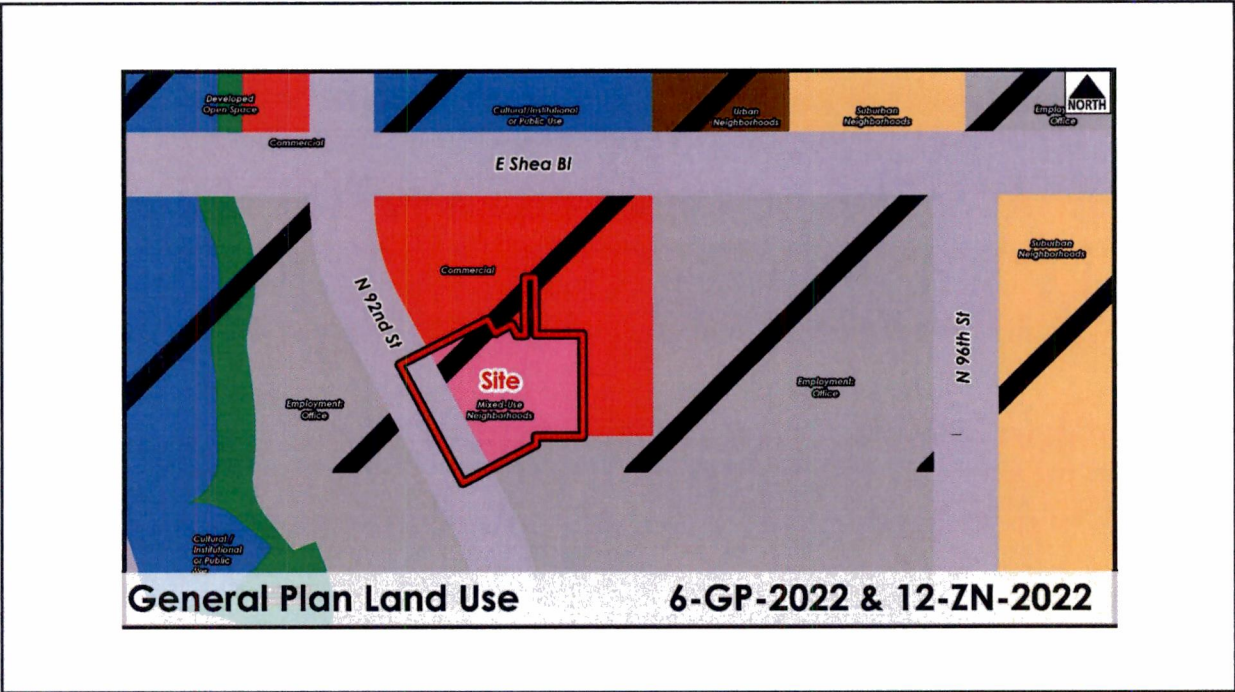 Developed
Open Space
Cultural/Institutional
or Public Use
Urban
Neighborhoods
Suburban
Neighborhoods
Office
NORTH
Commercial
E Shea Bl
N 92nd St
Commercial
Suburban
Neighborhoods
N 96th St
Site
Mixed-Use
Neighborhoods
Employment:
Office
Employment:
Office
Cultural/
Institutional
or Public
General Plan Land Use
6-GP-2022 & 12-ZN-2022